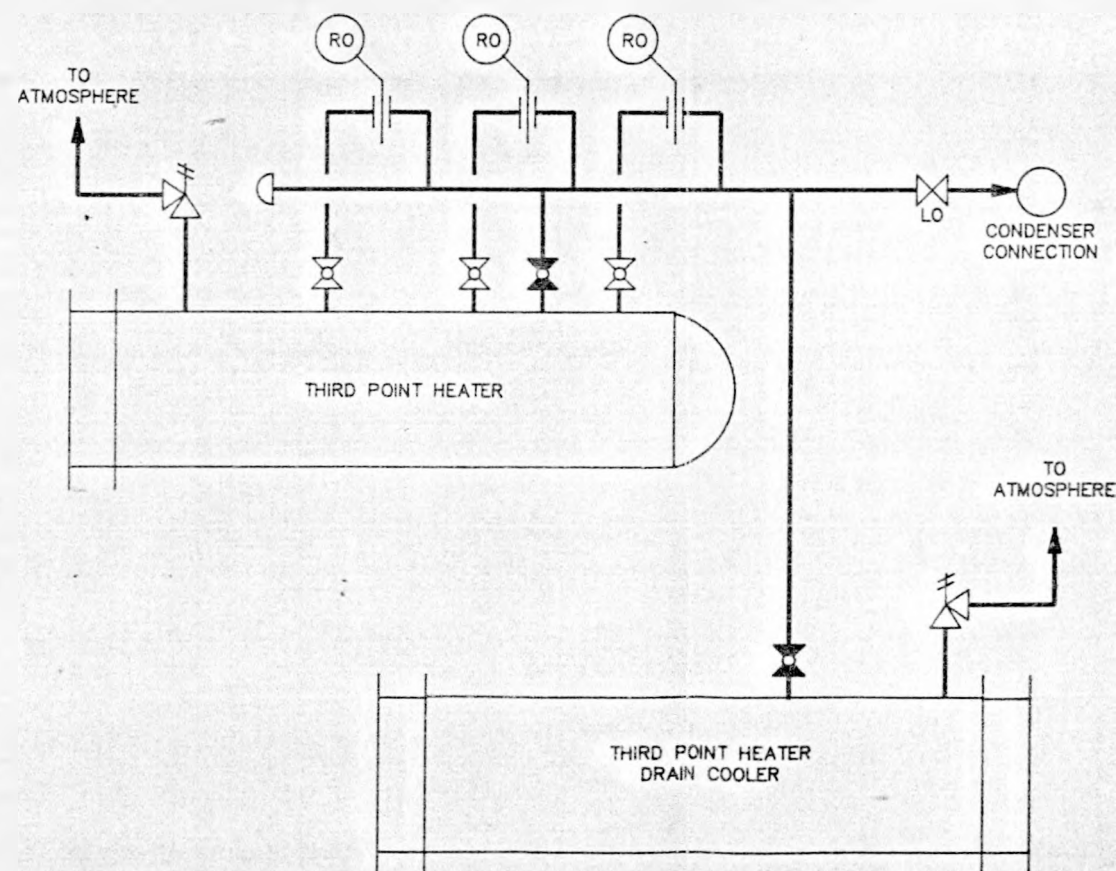 RO
RO
RO
TO
ATMOSPHERE
LO
CONDENSER
CONNECTION
THIRD POINT HEATER
TO
ATMOSPHERE
THIRD POINT HEATER
DRAIN COOLER